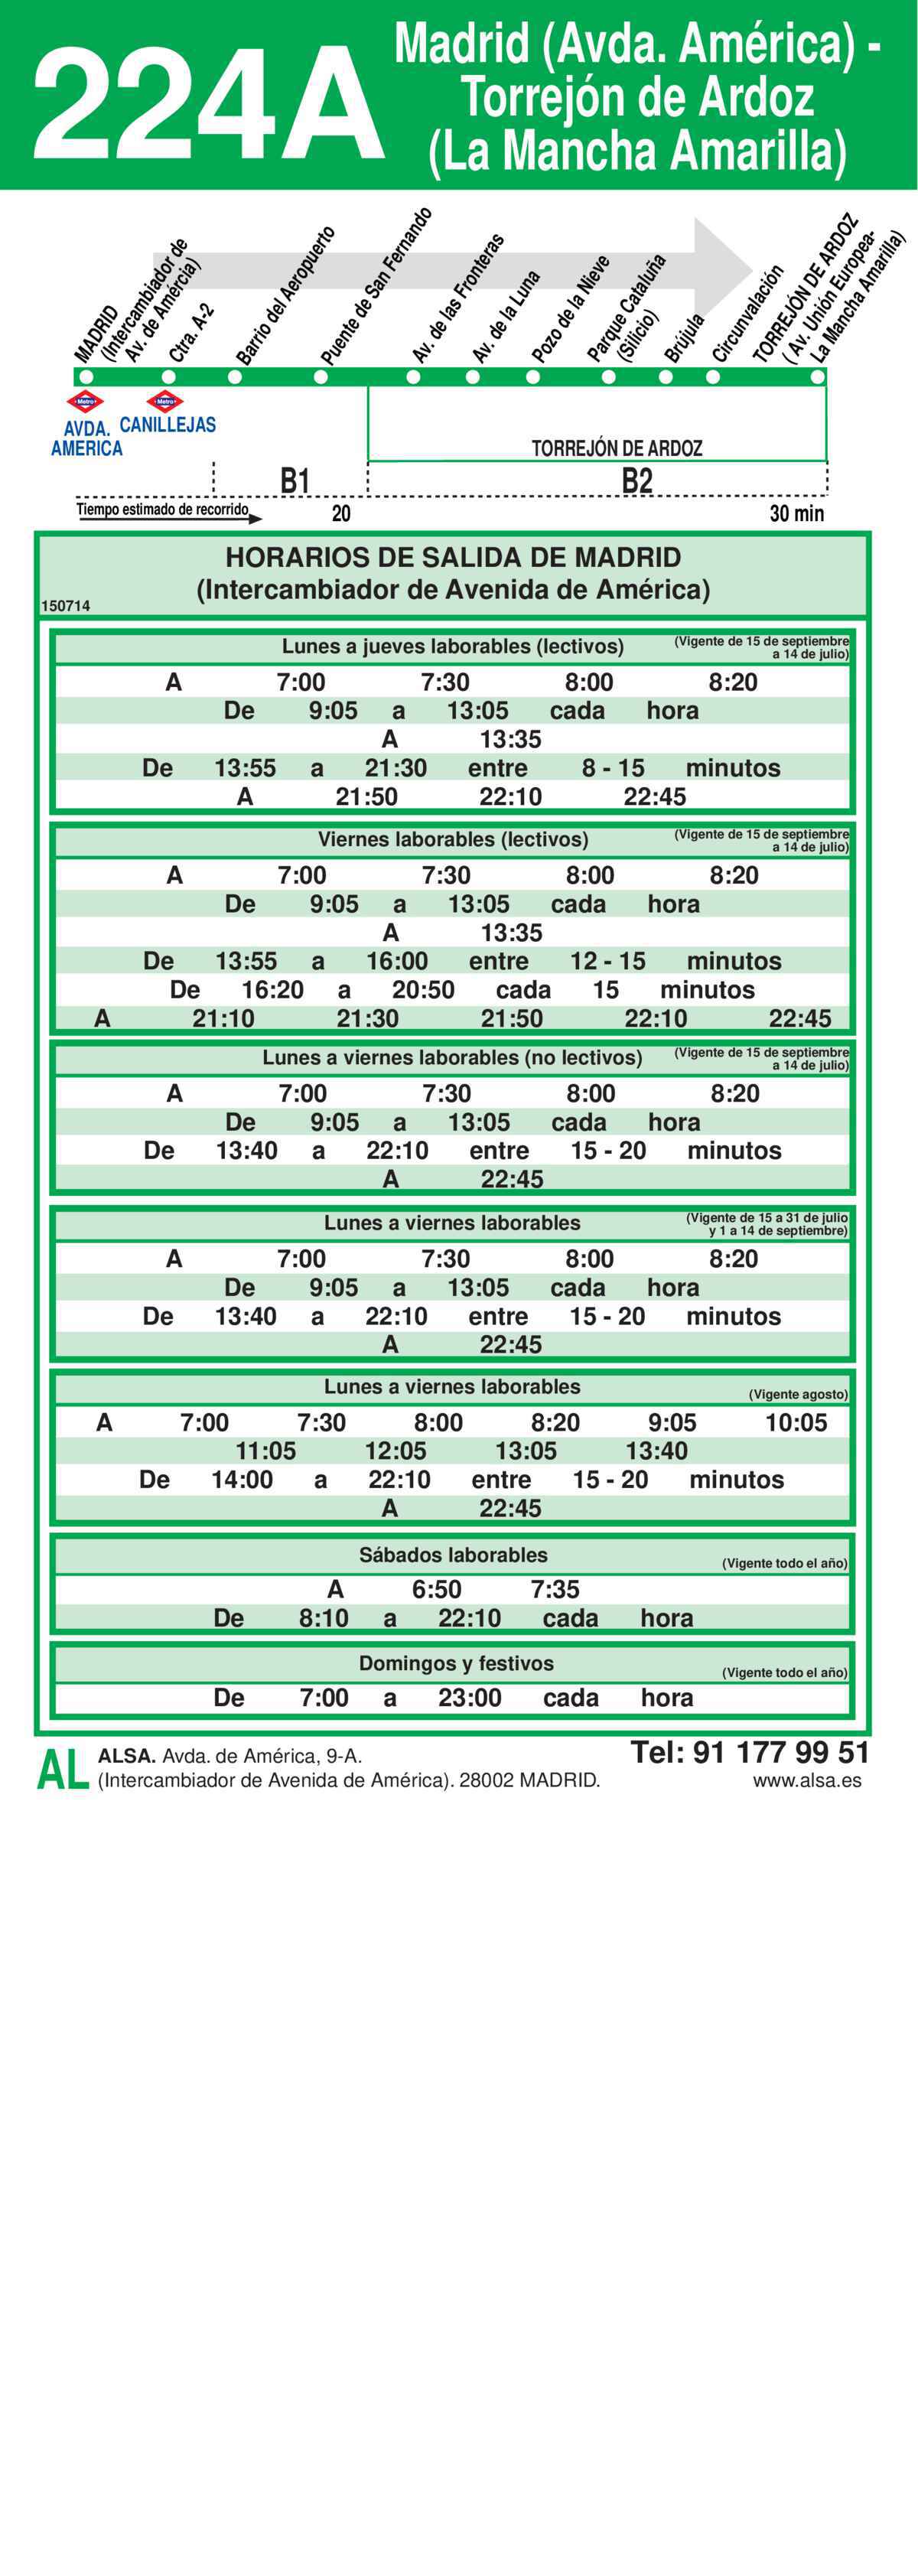 224A
Madrid (Avda. América) -
Torrejón de Ardoz
(La Mancha Amarilla)
MADRID
(Intercambiador de
Av. de Amércia)
Ctra. A-2
Barrio del Aeropuerto
Puente de San Fernando
Av. de las Fronteras
Av. de la Luna
Pozo de la Nieve
Parque Cataluña
(Silicio)
Brújula
Circunvalación
TORREJÓN DE ARDOZ
( Av. Unión Europea-
La Mancha Amarilla)
Metro
Metro
AVDA.
AMERICA
CANILLEJAS
TORREJÓN DE ARDOZ
B1 B2
Tiempo estimado de recorrido 20 30 min
HORARIOS DE SALIDA DE MADRID
(Intercambiador de Avenida de América)
150714
Lunes a jueves laborables (lectivos) (Vigente de 15 de septiembre
a 14 de julio)
A 7:00 7:30 8:00 8:20
De 9:05 a 13:05 cada hora
A 13:35
De 13:55 a 21:30 entre 8 - 15 minutos
A 21:50 22:10 22:45
Viernes laborables (lectivos) (Vigente de 15 de septiembre
a 14 de julio)
A 7:00 7:30 8:00 8:20
De 9:05 a 13:05 cada hora
A 13:35
De 13:55 a 16:00 entre 12 - 15 minutos
De 16:20 a 20:50 cada 15 minutos
A 21:10 21:30 21:50 22:10 22:45
Lunes a viernes laborables (no lectivos) (Vigente de 15 de septiembre
a 14 de julio)
A 7:00 7:30 8:00 8:20
De 9:05 a 13:05 cada hora
De 13:40 a 22:10 entre 15 - 20 minutos
A 22:45
Lunes a viernes laborables (Vigente de 15 a 31 de julio
y 1 a 14 de septiembre)
A 7:00 7:30 8:00 8:20
De 9:05 a 13:05 cada hora
De 13:40 a 22:10 entre 15 - 20 minutos
A 22:45
Lunes a viernes laborables (Vigente agosto)
A 7:00 7:30 8:00 8:20 9:05 10:05
11:05 12:05 13:05 13:40
De 14:00 a 22:10 entre 15 - 20 minutos
A 22:45
Sábados laborables (Vigente todo el año)
A 6:50 7:35
De 8:10 a 22:10 cada hora
Domingos y festivos (Vigente todo el año)
De 7:00 a 23:00 cada hora
AL
ALSA. Avda. de América, 9-A.
(Intercambiador de Avenida de América). 28002 MADRID.
Tel: 91 177 99 51
www.alsa.es